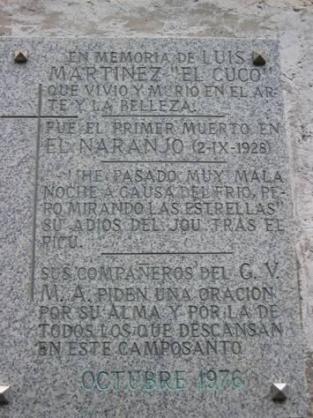 EN MEMORIA DE LUIS
MARTINEZ "EL CUCO"
QUE VIVIO Y MURIO EN EL AR-
TE Y LA BELLEZA.
FUE EL PRIMER MUERTO EN
EL NARANJO (2-IX-1928)
"HE PASADO MUY MALA
NOCHE A CAUSA DEL FRIO, PE-
RO MIRANDO LAS ESTRELLAS"
SU ADIOS DEL JOU TRAS EL
PICU.
SUS COMPAÑEROS DEL G. V.
M. A. PIDEN UNA ORACION
POR SU ALMA Y POR LA DE
TODOS LOS QUE DESCANSAN
EN ESTE CAMPOSANTO
OCTUBRE 1976